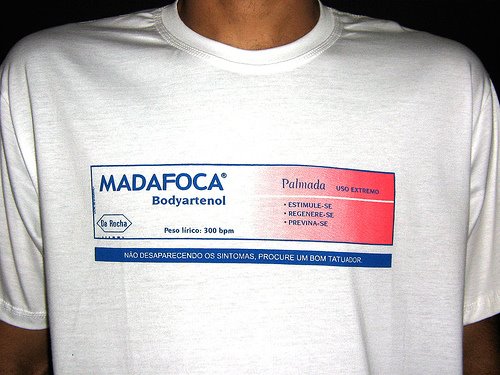 MADAFOCA®
Bodyartenol
Da Rocha
Peso lírico: 300 bpm
Palmada USO EXTREMO
• ESTIMULE-SE
• REGENERE-SE
• PREVINA-SE
NÃO DESAPARECENDO OS SINTOMAS, PROCURE UM BOM TATUADOR